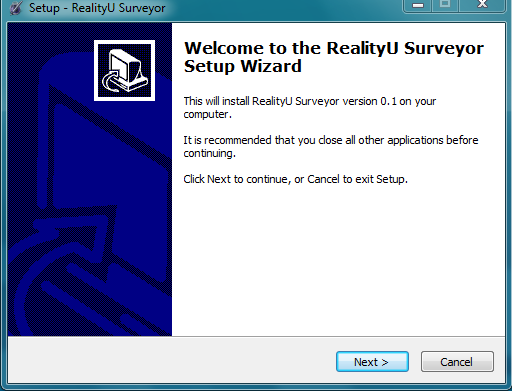 Setup - RealityU Surveyor
Welcome to the RealityU Surveyor
Setup Wizard
This will install RealityU Surveyor version 0.1 on your
computer.
It is recommended that you close all other applications before
continuing.
Click Next to continue, or Cancel to exit Setup.
Next >
Cancel